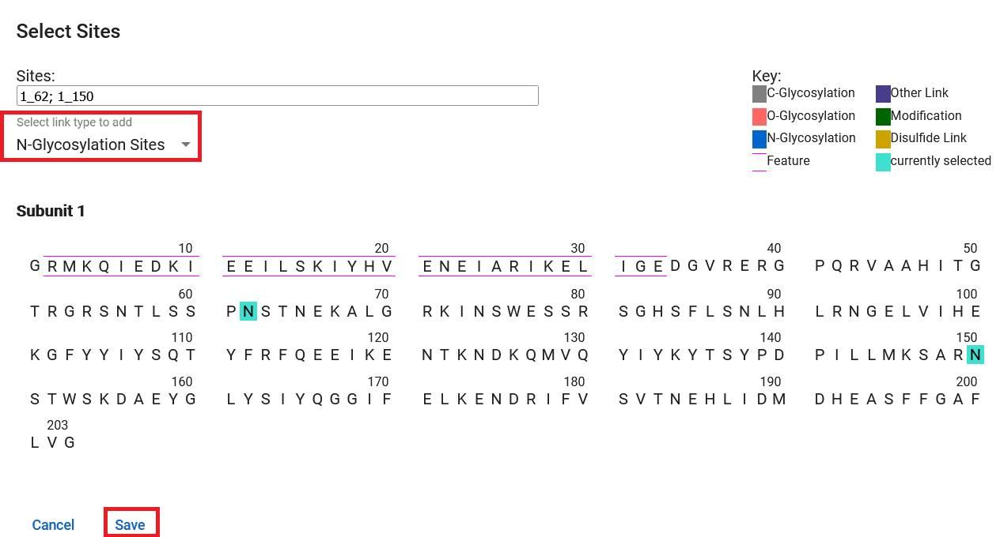 Select Sites
Sites:
1_62; 1_150
Select link type to add
N-Glycosylation Sites
Key:
C-Glycosylation Other Link
O-Glycosylation Modification
N-Glycosylation Disulfide Link
Feature currently selected
Subunit 1
10 20 30 40 50
G R M K Q I E D K I E E I L S K I Y H V E N E I A R I K E L I G E D G V R E R G P Q R V A A H I T G
60 70 80 90 100
T R G R S N T L S S P N S T N E K A L G R K I N S W E S S R S G H S F L S N L H L R N G E L V I H E
110 120 130 140 150
K G F Y Y I Y S Q T Y F R F Q E E I K E N T K N D K Q M V Q Y I Y K Y T S Y P D P I L L M K S A R N
160 170 180 190 200
S T W S K D A E Y G L Y S I Y Q G G I F E L K E N D R I F V S V T N E H L I D M D H E A S F F G A F
203
L V G
Cancel Save